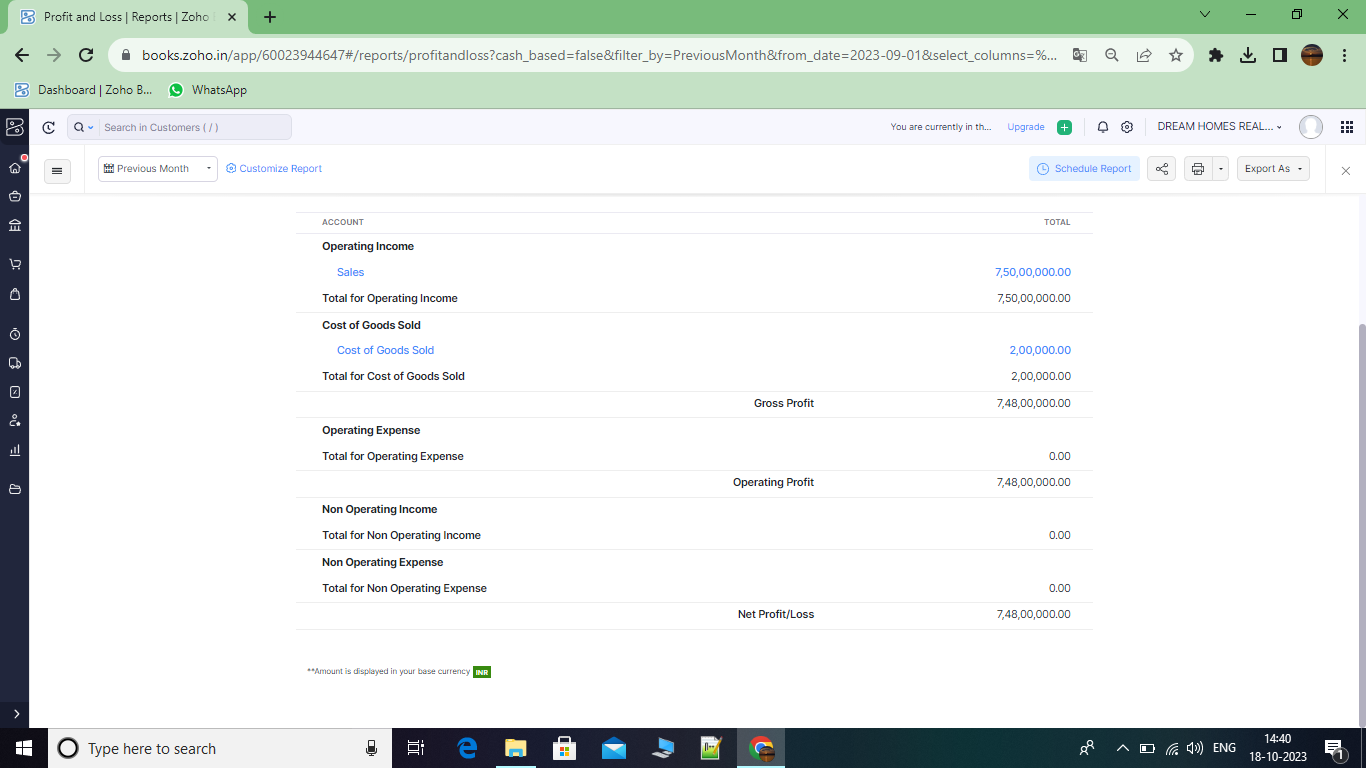 Profit and Loss | Reports | Zoho
books.zoho.in/app/60023944647#/reports/profitandloss?cash_based=false&filter_by=PreviousMonth&from_date=2023-09-01&select_columns=%...
Dashboard | Zoho B... WhatsApp
Search in Customers ( / ) You are currently in th... Upgrade DREAM HOMES REAL...
Previous Month Customize Report Schedule Report Export As
ACCOUNT TOTAL
Operating Income
Sales 7,50,00,000.00
Total for Operating Income 7,50,00,000.00
Cost of Goods Sold
Cost of Goods Sold 2,00,000.00
Total for Cost of Goods Sold 2,00,000.00
Gross Profit 7,48,00,000.00
Operating Expense
Total for Operating Expense 0.00
Operating Profit 7,48,00,000.00
Non Operating Income
Total for Non Operating Income 0.00
Non Operating Expense
Total for Non Operating Expense 0.00
Net Profit/Loss 7,48,00,000.00
**Amount is displayed in your base currency INR
Type here to search
ENG
14:40
18-10-2023
1